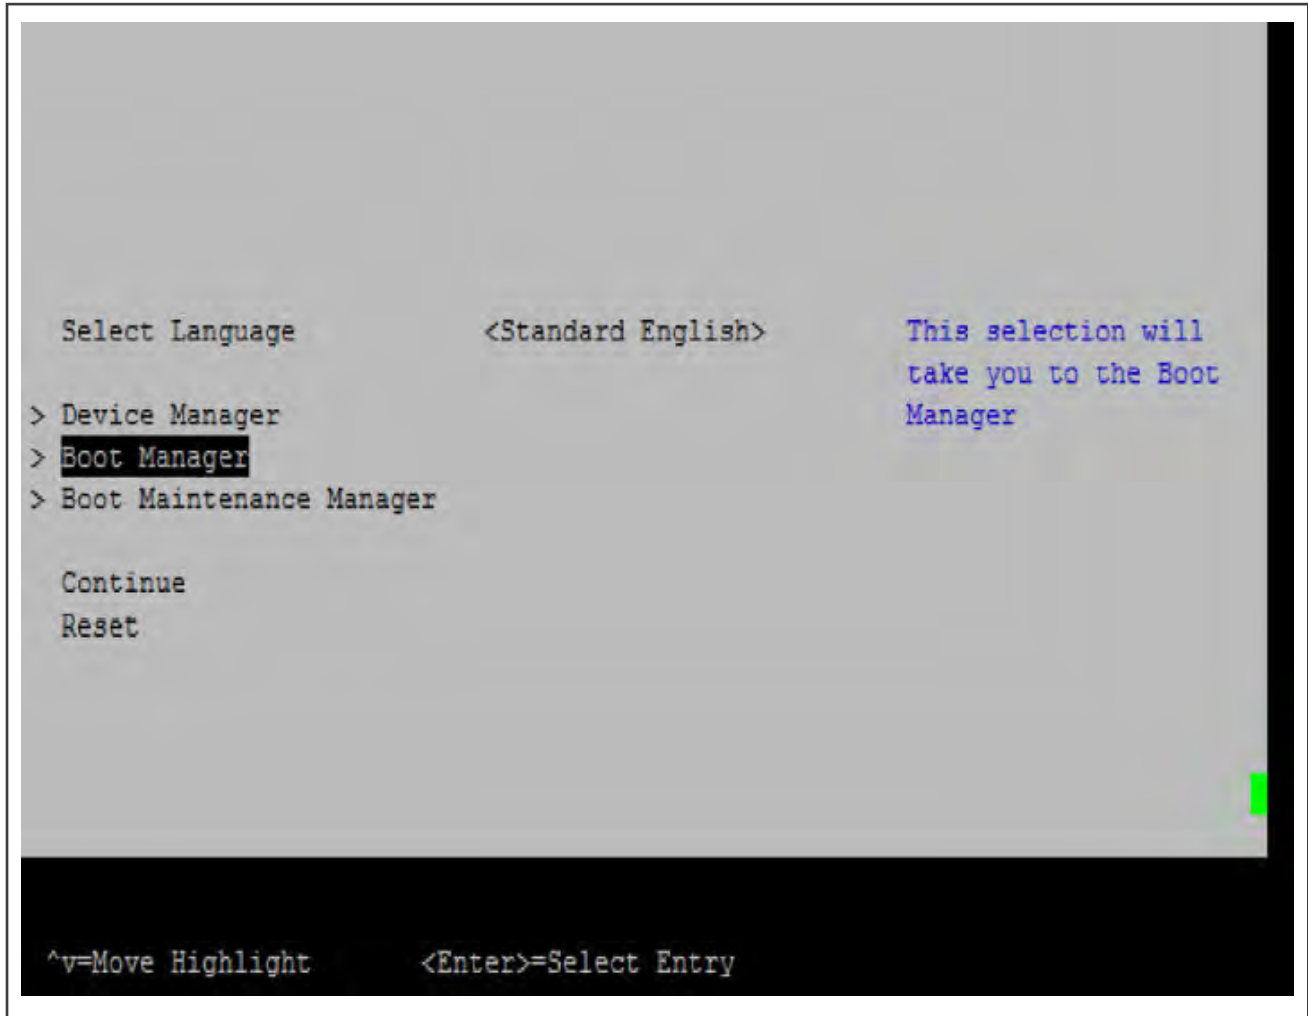 Select Language <Standard English> This selection will
take you to the Boot
> Device Manager Manager
> Boot Manager
> Boot Maintenance Manager
Continue
Reset
^v=Move Highlight <Enter>=Select Entry